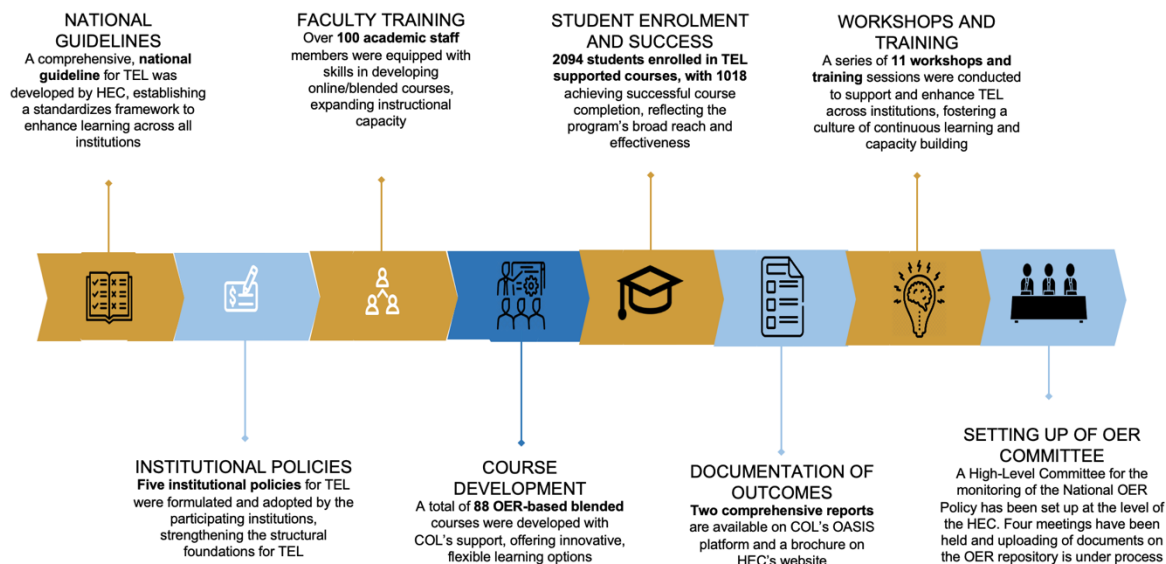 NATIONAL
GUIDELINES
A comprehensive, national
guideline for TEL was
developed by HEC, establishing
a standardizes framework to
enhance learning across all
institutions
FACULTY TRAINING
Over 100 academic staff
members were equipped with
skills in developing
online/blended courses,
expanding instructional
capacity
STUDENT ENROLMENT
AND SUCCESS
2094 students enrolled in TEL
supported courses, with 1018
achieving successful course
completion, reflecting the
program's broad reach and
effectiveness
WORKSHOPS AND
TRAINING
A series of 11 workshops and
training sessions were conducted
to support and enhance TEL
across institutions, fostering a
culture of continuous learning and
capacity building
$
INSTITUTIONAL POLICIES
Five institutional policies for TEL
were formulated and adopted by the
participating institutions,
strengthening the structural
foundations for TEL
COURSE
DEVELOPMENT
A total of 88 OER-based blended
courses were developed with
COL's support, offering innovative,
flexible learning options
DOCUMENTATION OF
OUTCOMES
Two comprehensive reports
are available on COL's OASIS
platform and a brochure on
HEC's website
SETTING UP OF OER
COMMITTEE
A High-Level Committee for the
monitoring of the National OER
Policy has been set up at the level of
the HEC. Four meetings have been
held and uploading of documents on
the OER repository is under process